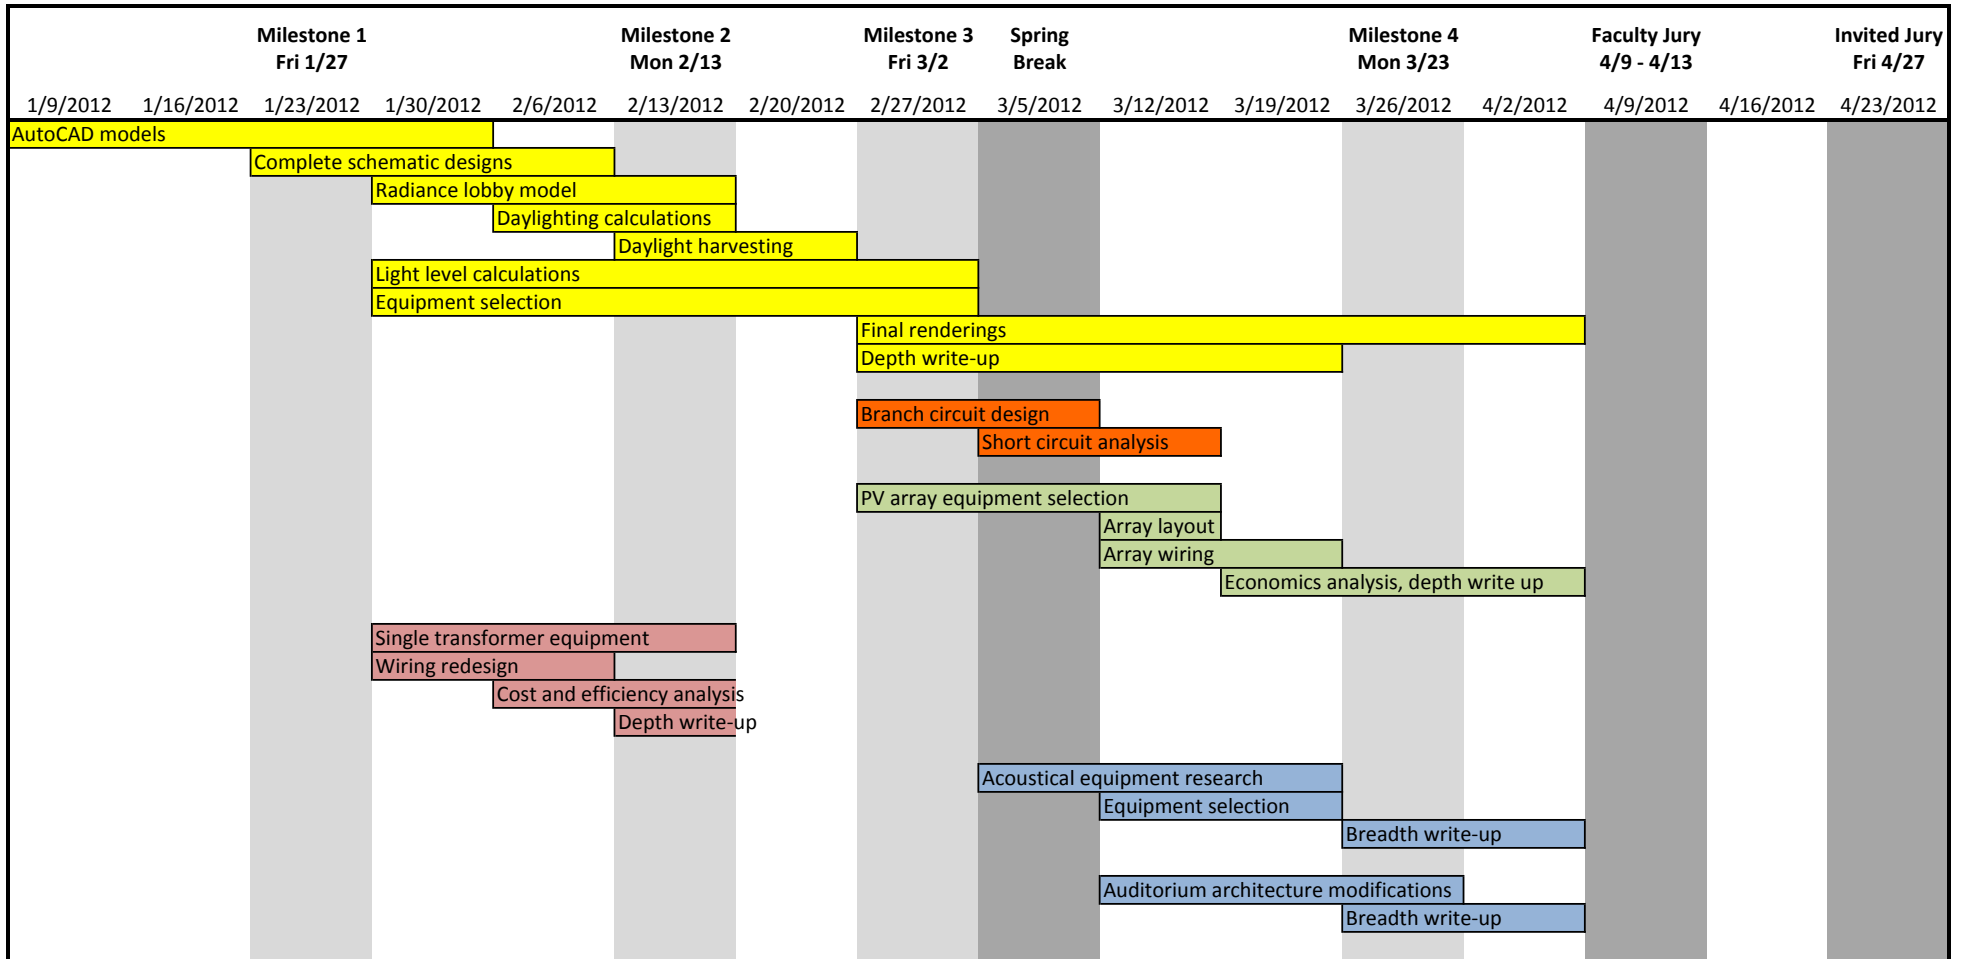 Milestone 1 Milestone 2 Milestone 3 Spring Milestone 4 Faculty Jury Invited Jury
Fri 1/27 Mon 2/13 Fri 3/2 Break Mon 3/23 4/9 - 4/13 Fri 4/27
1/9/2012 1/16/2012 1/23/2012 1/30/2012 2/6/2012 2/13/2012 2/20/2012 2/27/2012 3/5/2012 3/12/2012 3/19/2012 3/26/2012 4/2/2012 4/9/2012 4/16/2012 4/23/2012
AutoCAD models
Complete schematic designs
Radiance lobby model
Daylighting calculations
Daylight harvesting
Light level calculations
Equipment selection
Final renderings
Depth write-up
Branch circuit design
Short circuit analysis
PV array equipment selection
Array layout
Array wiring
Economics analysis, depth write up
Single transformer equipment
Wiring redesign
Cost and efficiency analysis
Depth write-up
Acoustical equipment research
Equipment selection
Breadth write-up
Auditorium architecture modifications
Breadth write-up